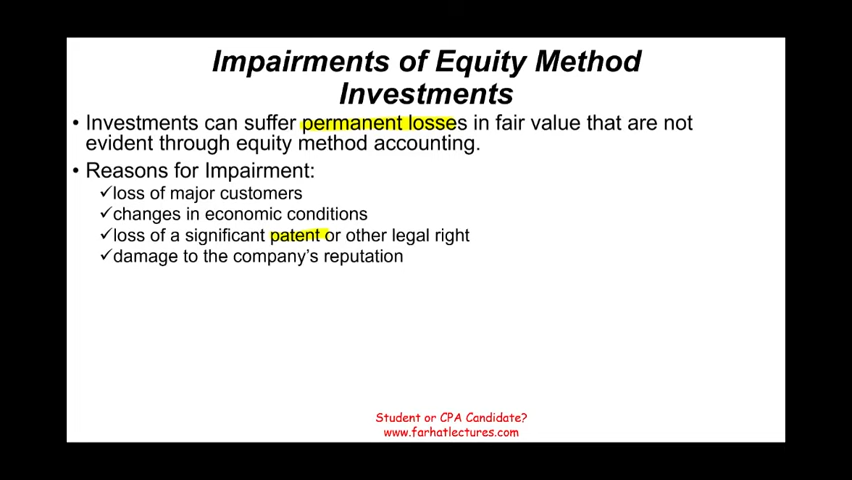 Impairments of Equity Method
Investments
• Investments can suffer permanent losses in fair value that are not
evident through equity method accounting.
• Reasons for Impairment:
✓loss of major customers
✓changes in economic conditions
✓loss of a significant patent or other legal right
✓damage to the company's reputation
Student or CPA Candidate?
www.farhatlectures.com